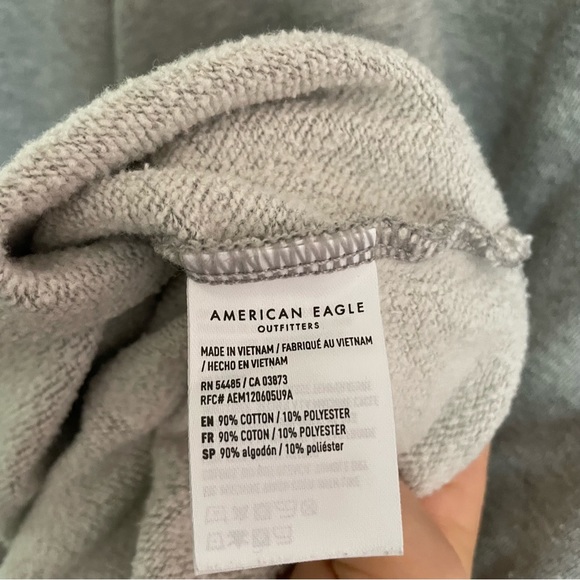 AMERICAN EAGLE
OUTFITTERS
MADE IN VIETNAM / FABRIQUÉ AU VIETNAM
/ HECHO EN VIETNAM
RN 54485 / CA 03873
RFC# AEM120605U9A
EN 90% COTTON / 10% POLYESTER
FR 90% COTON / 10% POLYESTER
SP 90% algodón / 10% poliéster